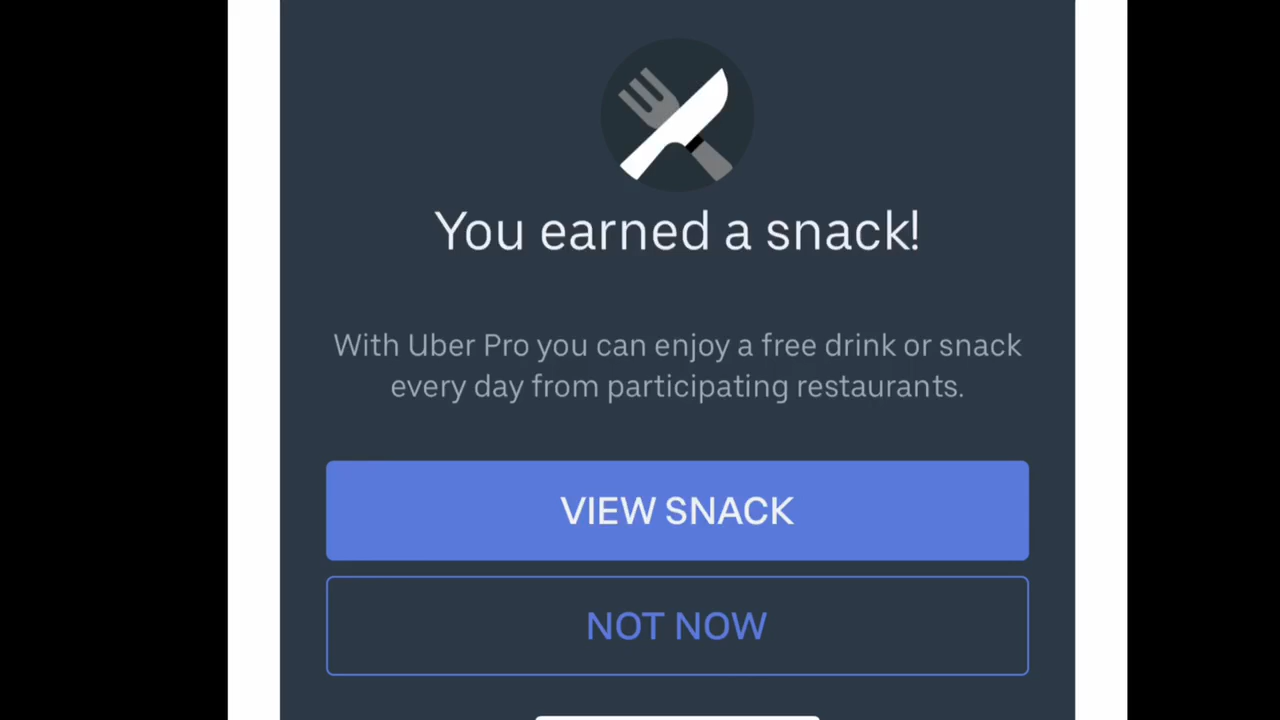 You earned a snack!
With Uber Pro you can enjoy a free drink or snack
every day from participating restaurants.
VIEW SNACK
NOT NOW